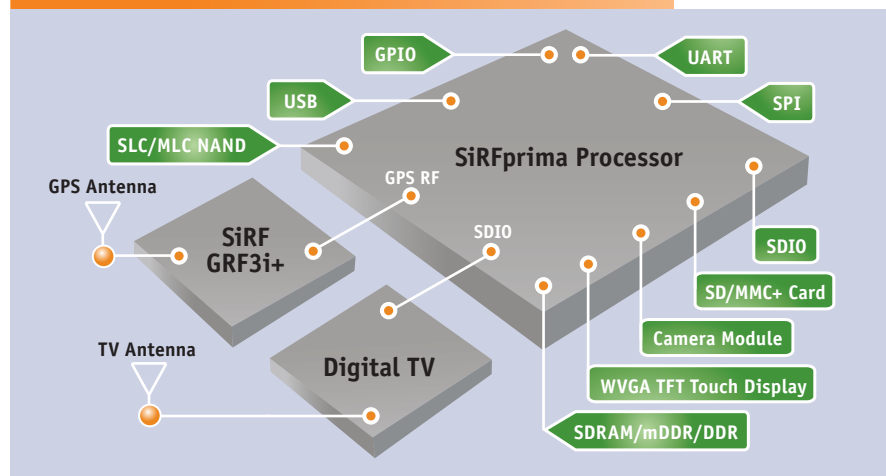 GPIO
UART
USB
SPI
SLC/MLC NAND
SiRFprima Processor
GPS RF
GPS Antenna
SiRF
GRF3i+
SDIO
SDIO
SD/MMC+ Card
Camera Module
TV Antenna
Digital TV
WVGA TFT Touch Display
SDRAM/mDDR/DDR